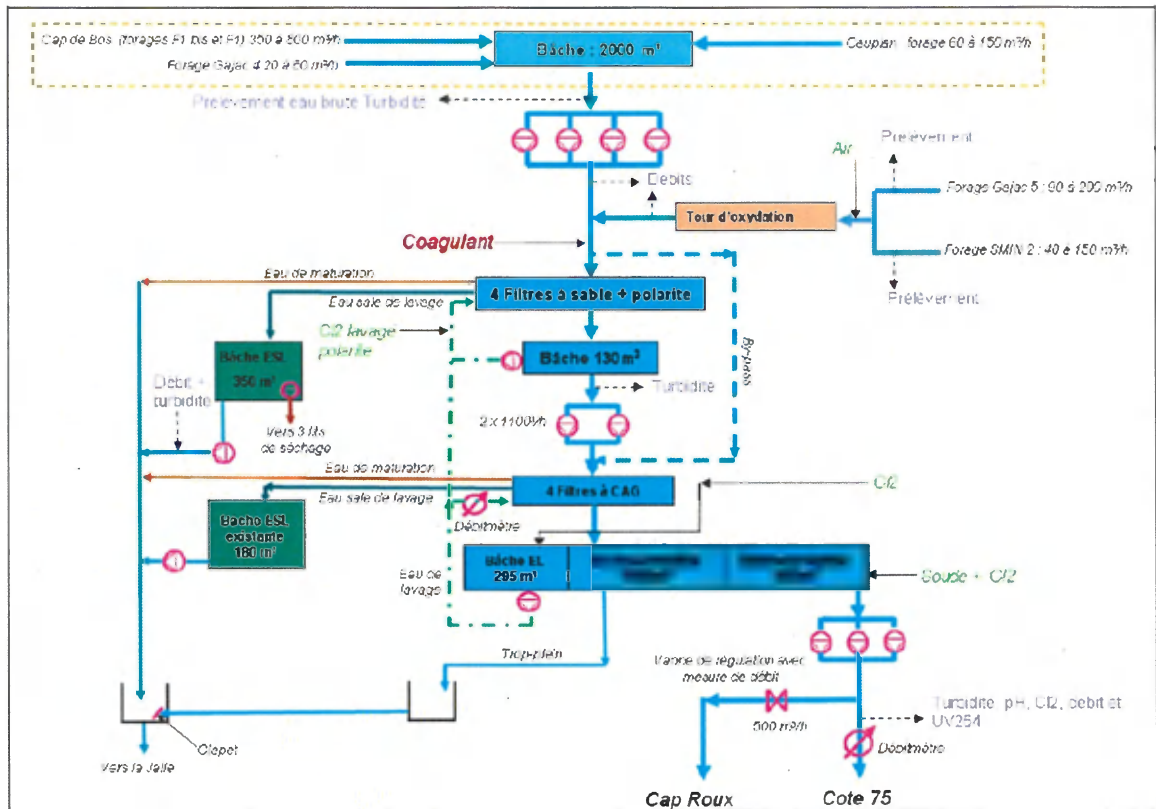 Cap de Bos (forages F1 bis et F1) 350 à 800 m³/h
Bâche : 2000 m³
Caupian : forage 60 à 150 m³/h
Forage Gajac 4 20 à 60 m³/h
Prélèvement eau brute Turbidité
Air
Prélèvement
Débits
Forage Gajac 5 : 90 à 200 m³/h
Tour d'oxydation
Coagulant
Forage SMIN 2 : 40 à 150 m³/h
Eau de maturation
Prélèvement
4 Filtres à sable + polarite
Eau sale de lavage
Cl2 lavage
polarite
Bâche ESL
350 m³
Bâche 130 m³
By-pass
Débit +
turbidité
Turbidité
2 x 1100
Vers 3 lits
de séchage
Eau de maturation
4 Filtres à CAG
Cl2
Eau sale de lavage
Débitmètre
Bâche ESL
existante
180 m³
Bâche EL
295 m³
Soude + Cl2
Eau de
lavage
Trop-plein
Vanne de régulation avec
mesure de débit
500 m³/h
Turbidité, pH, Cl2, débit et
UV254
Débitmètre
Clapet
Vers la Jalle
Cap Roux
Cote 75